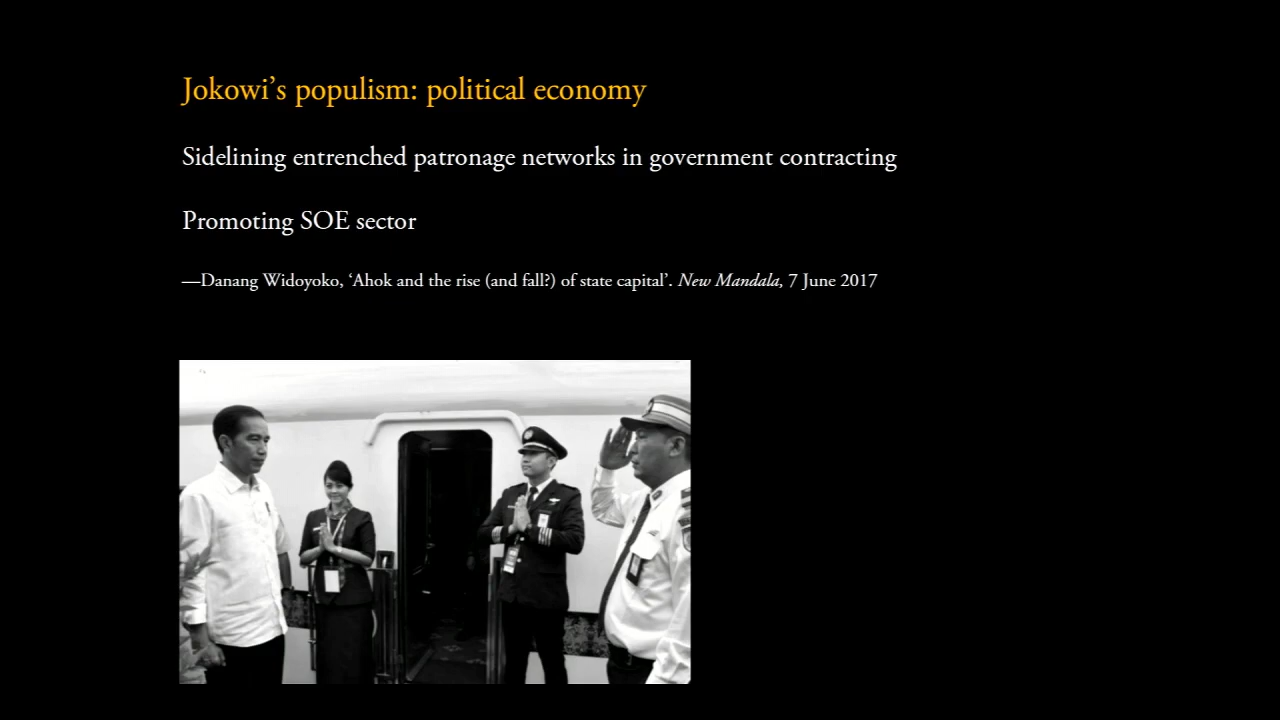 Jokowi’s populism: political economy
Sidelining entrenched patronage networks in government contracting
Promoting SOE sector
—Danang Widoyoko, ‘Ahok and the rise (and fall?) of state capital’. New Mandala, 7 June 2017